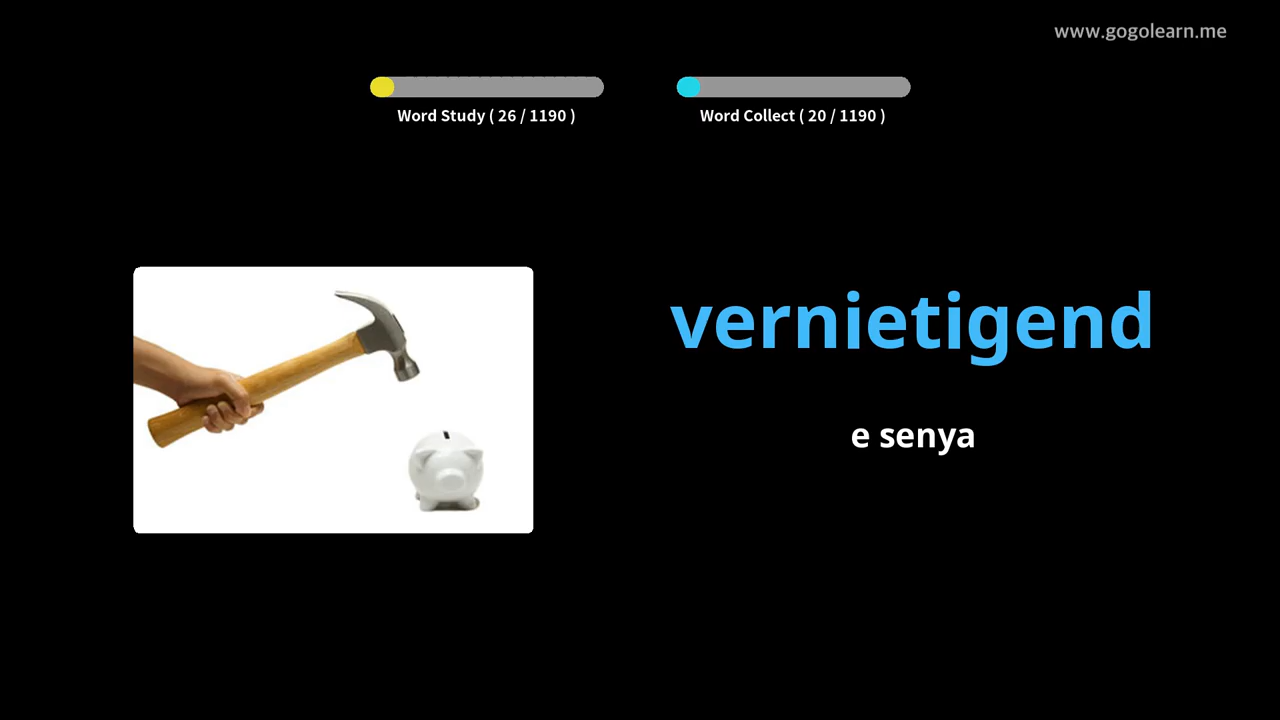 www.gogolearn.me
Word Study ( 26 / 1190 )
Word Collect ( 20 / 1190 )
vernietigend
e senya